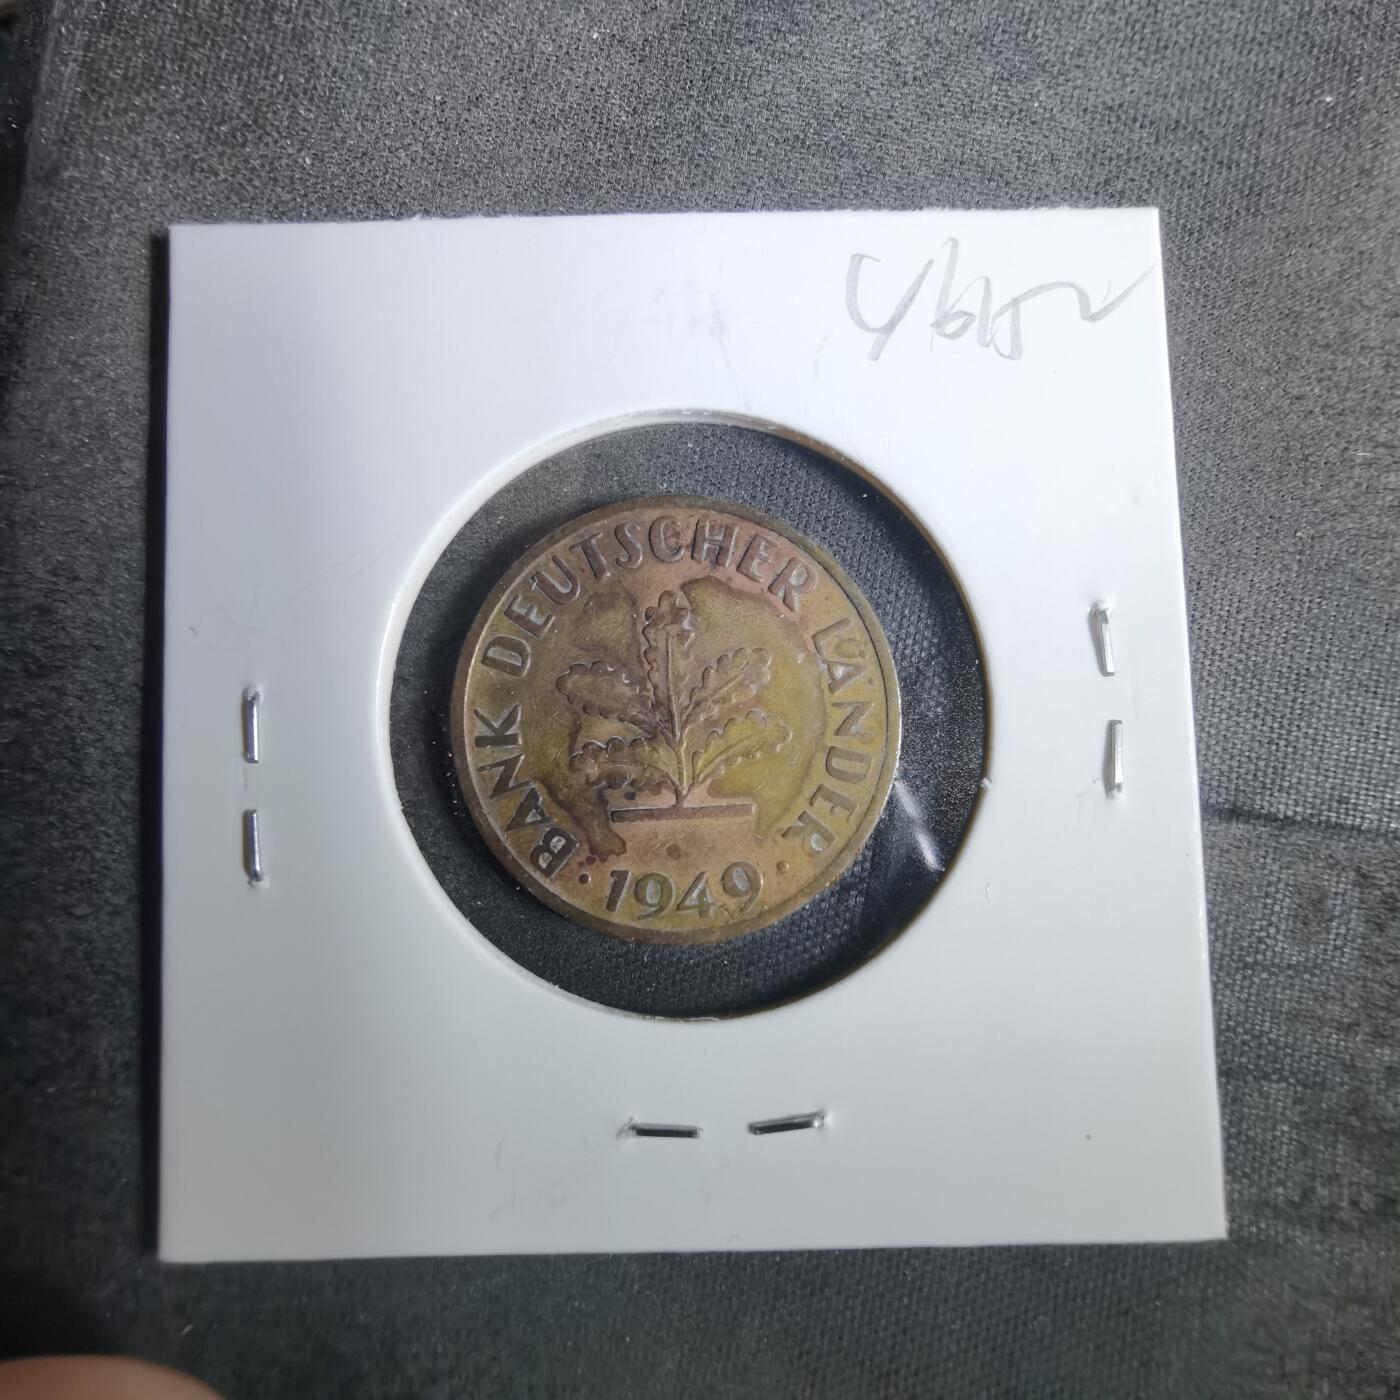 BANK DEUTSCHER LÄNDER
· 1949 ·